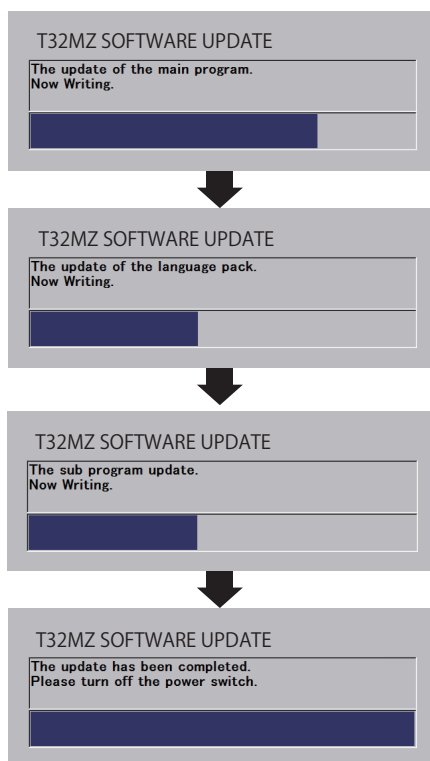 T32MZ SOFTWARE UPDATE
The update of the main program.
Now Writing.
T32MZ SOFTWARE UPDATE
The update of the language pack.
Now Writing.
T32MZ SOFTWARE UPDATE
The sub program update.
Now Writing.
T32MZ SOFTWARE UPDATE
The update has been completed.
Please turn off the power switch.